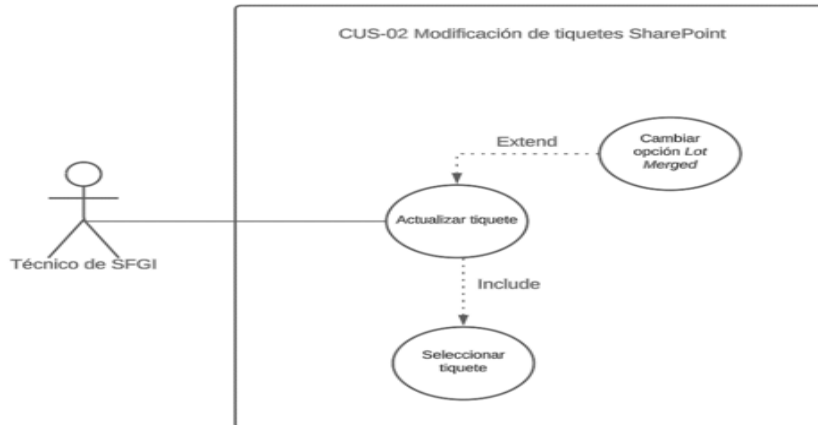 CUS-02 Modificación de tiquetes SharePoint
Extend
Cambiar
opción Lot
Merged
Actualizar tiquete
Técnico de SFGI
Include
Seleccionar
tiquete